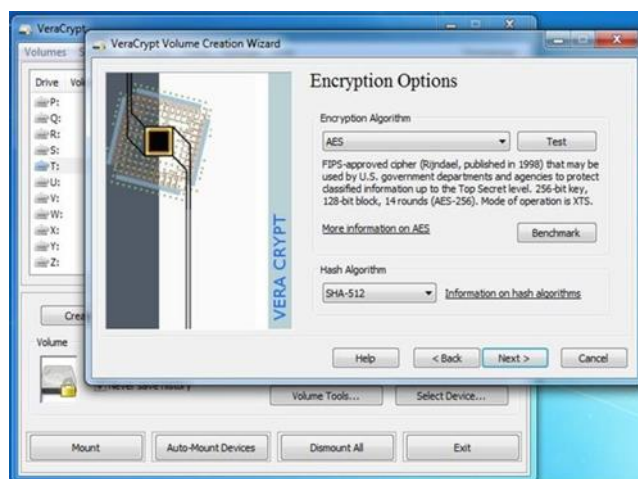 VeraCrypt
Volumes
Drive
P:
Q:
R:
S:
T:
U:
V:
W:
X:
Y:
Z:
Volume
Never save history
Volume Tools...
Select Device...
Mount
Auto-Mount Devices
Dismount All
Exit
VeraCrypt Volume Creation Wizard
VERA CRYPT
Encryption Options
Encryption Algorithm
AES
Test
FIPS-approved cipher (Rijndael, published in 1998) that may be
used by U.S. government departments and agencies to protect
classified information up to the Top Secret level. 256-bit key,
128-bit block, 14 rounds (AES-256). Mode of operation is XTS.
More information on AES
Benchmark
Hash Algorithm
SHA-512
Information on hash algorithms
Help
< Back
Next >
Cancel